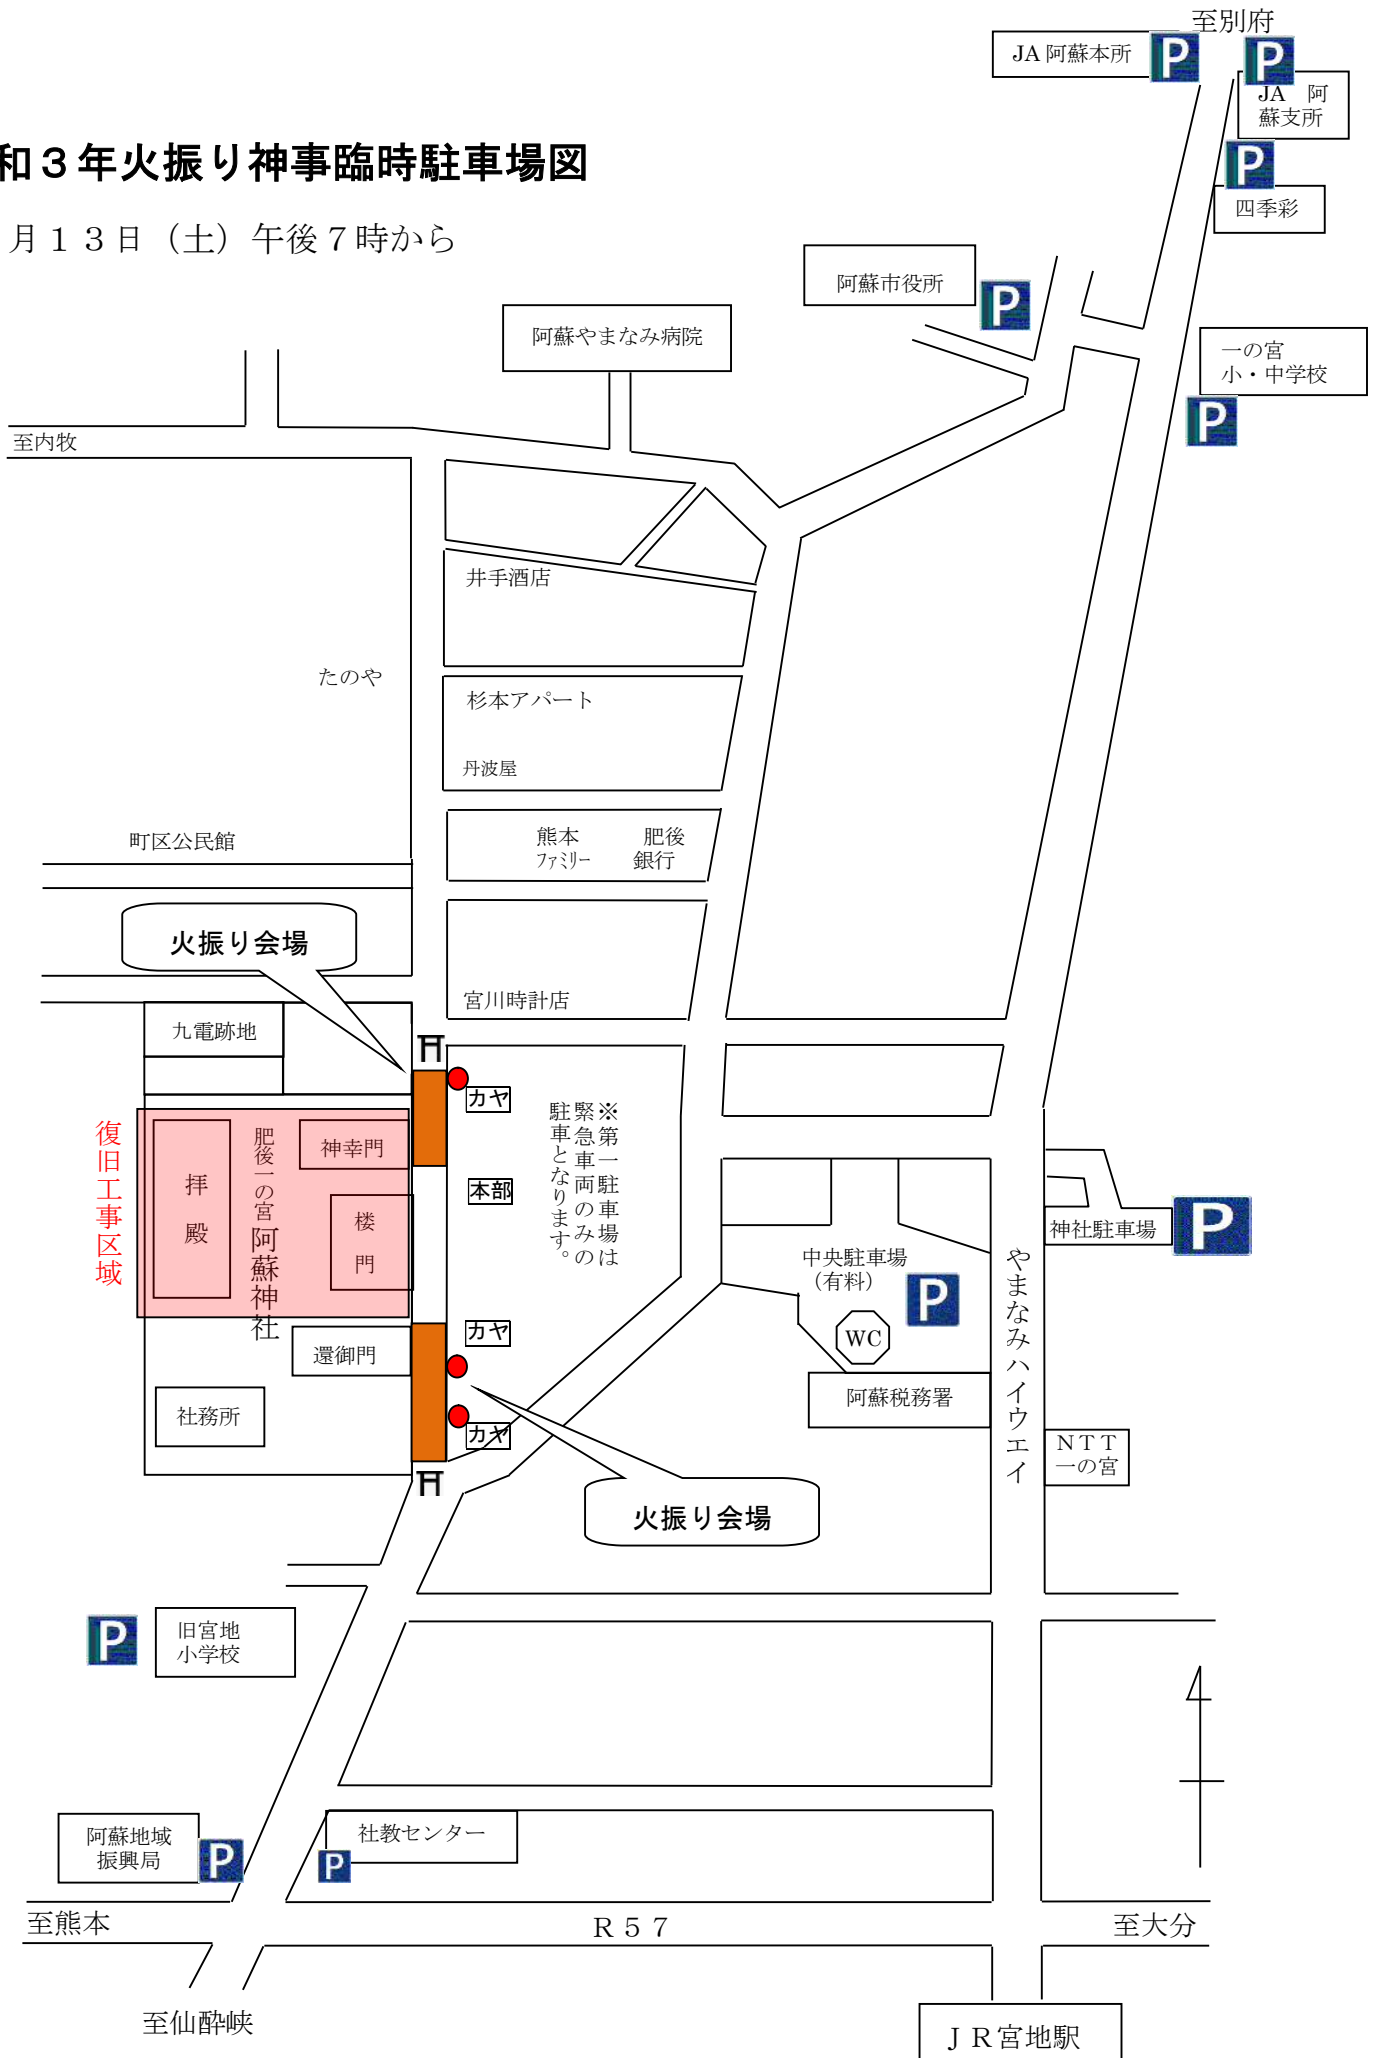 至別府
JA阿蘇本所
P
P
JA 阿
蘇支所
和３年火振り神事臨時駐車場図
P
四季彩
月１３日（土）午後７時から
阿蘇市役所
P
阿蘇やまなみ病院
一の宮
小・中学校
P
至内牧
井手酒店
たのや
杉本アパート
丹波屋
町区公民館
熊本
ﾌｧﾐﾘｰ
肥後
銀行
火振り会場
宮川時計店
九電跡地
カヤ
※第一駐車場は
緊急車両のみの
駐車となります。
復旧工事区域
拝殿
肥後一の宮
阿蘇神社
神幸門
楼門
本部
神社駐車場
P
中央駐車場
（有料）
P
WC
やまなみハイウエイ
カヤ
還御門
阿蘇税務署
社務所
カヤ
ＮＴＴ
一の宮
火振り会場
P
旧宮地
小学校
阿蘇地域
振興局
P
社教センター
P
至熊本
Ｒ５７
至大分
至仙酔峡
ＪＲ宮地駅